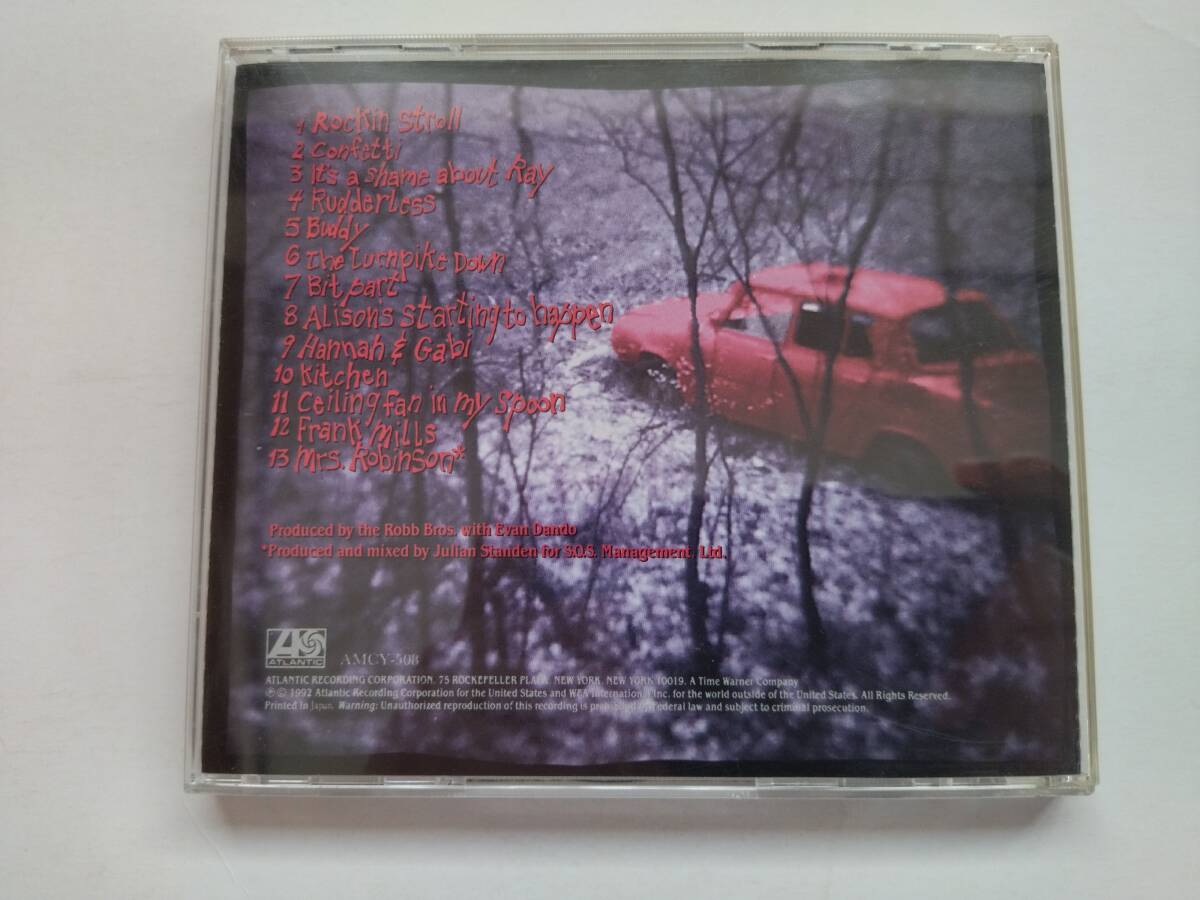 1 Rockin Stroll
2 Confetti
3 It's a shame about Ray
4 Rudderless
5 Buddy
6 The Turnpike Down
7 Bit part
8 Alisons starting to happen
9 Hannah & Gabi
10 Kitchen
11 Ceiling fan in my spoon
12 Frank Mills
13 Mrs. Robinson*
Produced by the Robb Bros. with Evan Dando
*Produced and mixed by Julian Standen for S.O.S. Management, Ltd.
ATLANTIC AMCY-508
ATLANTIC RECORDING CORPORATION, 75 ROCKEFELLER PLAZA, NEW YORK, NEW YORK 10019. A Time Warner Company
℗ © 1992 Atlantic Recording Corporation for the United States and WEA International Inc. for the world outside of the United States. All Rights Reserved.
Printed in Japan. Warning: Unauthorized reproduction of this recording is prohibited by Federal law and subject to criminal prosecution.